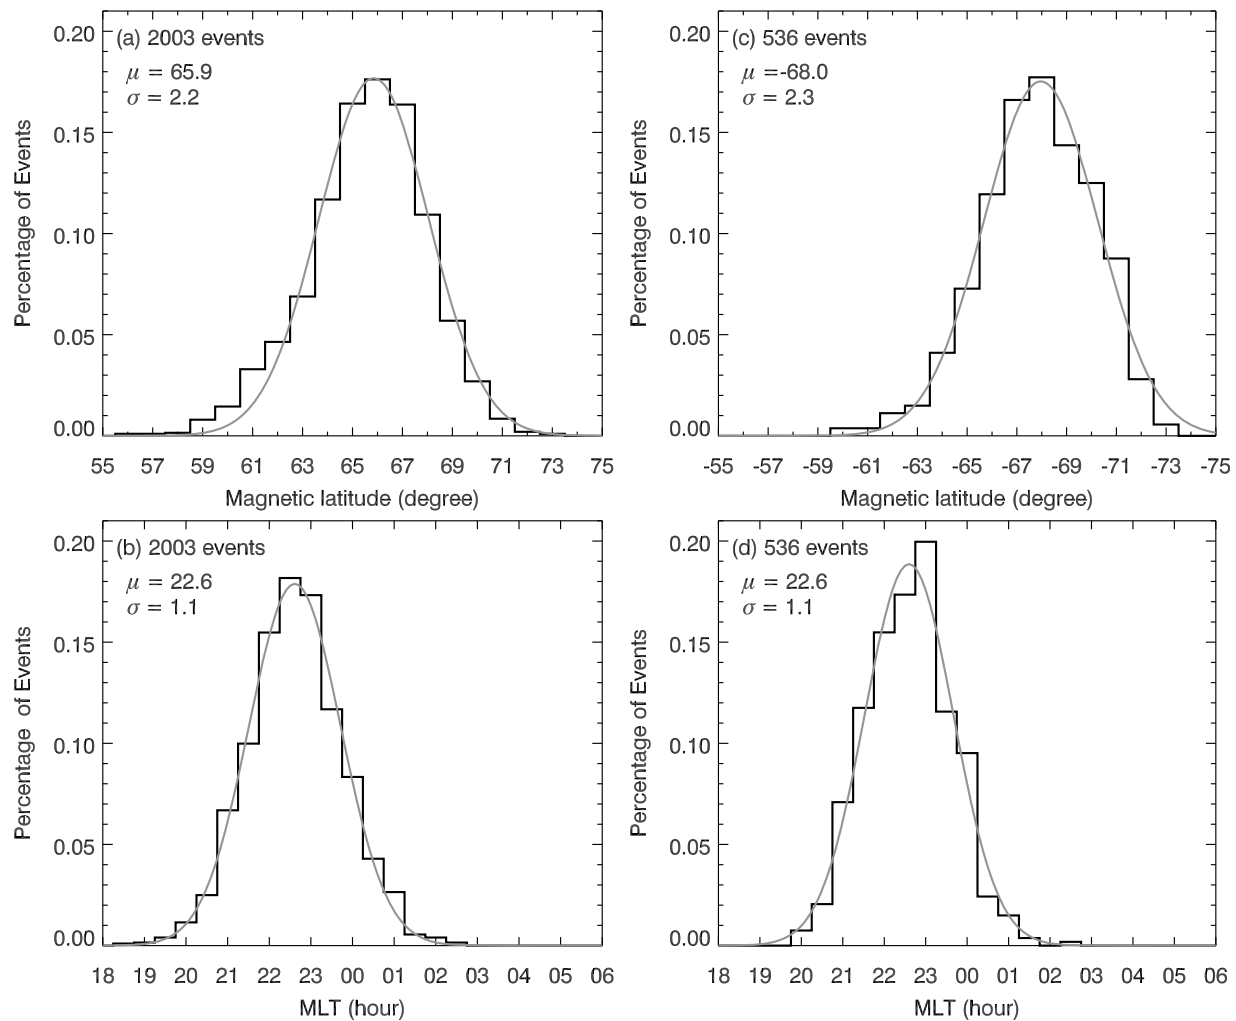 (a) 2003 events
μ = 65.9
σ = 2.2
Percentage of Events
0.20
0.15
0.10
0.05
0.00
55 57 59 61 63 65 67 69 71 73 75
Magnetic latitude (degree)
(c) 536 events
μ =-68.0
σ = 2.3
Percentage of Events
0.20
0.15
0.10
0.05
0.00
-55 -57 -59 -61 -63 -65 -67 -69 -71 -73 -75
Magnetic latitude (degree)
(b) 2003 events
μ = 22.6
σ = 1.1
Percentage of Events
0.20
0.15
0.10
0.05
0.00
18 19 20 21 22 23 00 01 02 03 04 05 06
MLT (hour)
(d) 536 events
μ = 22.6
σ = 1.1
Percentage of Events
0.20
0.15
0.10
0.05
0.00
18 19 20 21 22 23 00 01 02 03 04 05 06
MLT (hour)